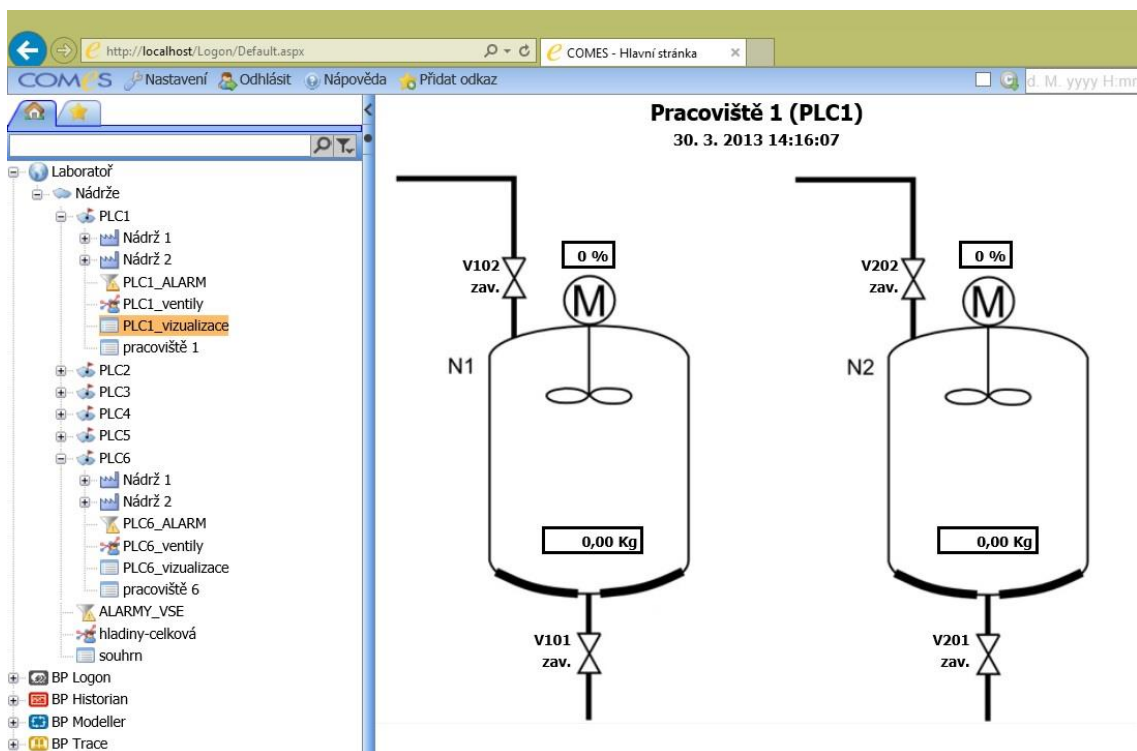 http://localhost/Logon/Default.aspx
COMES - Hlavní stránka
COMES Nastavení Odhlásit Nápověda Přidat odkaz
d. M. yyyy H:mm
Laboratoř
Nádrže
PLC1
Nádrž 1
Nádrž 2
PLC1_ALARM
PLC1_ventily
PLC1_vizualizace
pracoviště 1
PLC2
PLC3
PLC4
PLC5
PLC6
Nádrž 1
Nádrž 2
PLC6_ALARM
PLC6_ventily
PLC6_vizualizace
pracoviště 6
ALARMY_VSE
hladiny-celková
souhrn
BP Logon
BP Historian
BP Modeller
BP Trace
Pracoviště 1 (PLC1)
30. 3. 2013 14:16:07
V102
zav.
0 %
M
N1
0,00 Kg
V101
zav.
V202
zav.
0 %
M
N2
0,00 Kg
V201
zav.